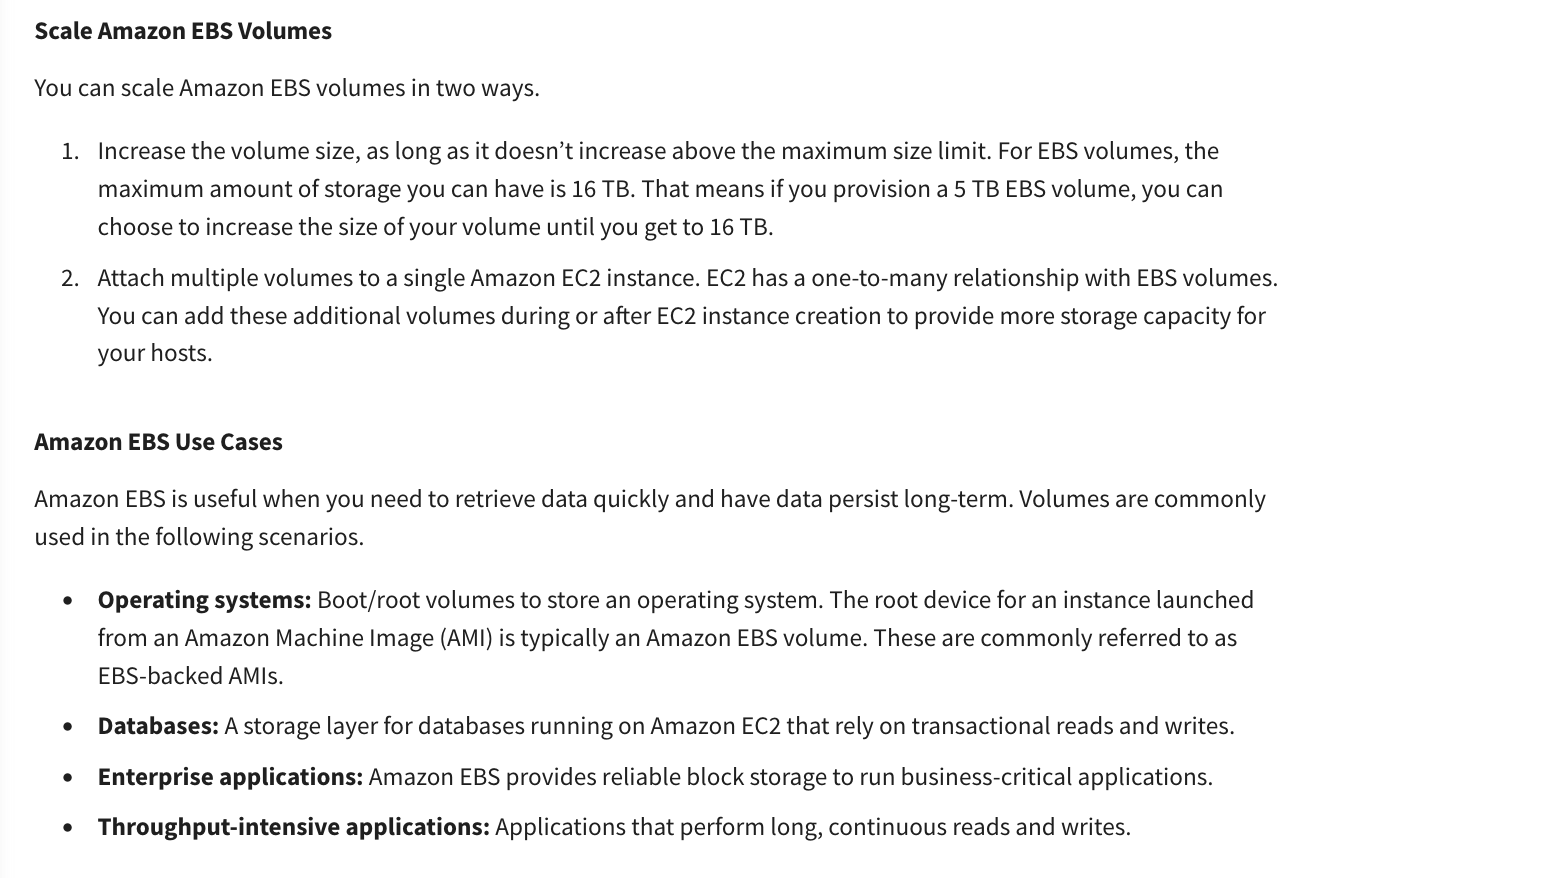 Scale Amazon EBS Volumes
You can scale Amazon EBS volumes in two ways.
1. Increase the volume size, as long as it doesn’t increase above the maximum size limit. For EBS volumes, the
maximum amount of storage you can have is 16 TB. That means if you provision a 5 TB EBS volume, you can
choose to increase the size of your volume until you get to 16 TB.
2. Attach multiple volumes to a single Amazon EC2 instance. EC2 has a one-to-many relationship with EBS volumes.
You can add these additional volumes during or after EC2 instance creation to provide more storage capacity for
your hosts.
Amazon EBS Use Cases
Amazon EBS is useful when you need to retrieve data quickly and have data persist long-term. Volumes are commonly
used in the following scenarios.
• Operating systems: Boot/root volumes to store an operating system. The root device for an instance launched
from an Amazon Machine Image (AMI) is typically an Amazon EBS volume. These are commonly referred to as
EBS-backed AMIs.
• Databases: A storage layer for databases running on Amazon EC2 that rely on transactional reads and writes.
• Enterprise applications: Amazon EBS provides reliable block storage to run business-critical applications.
• Throughput-intensive applications: Applications that perform long, continuous reads and writes.